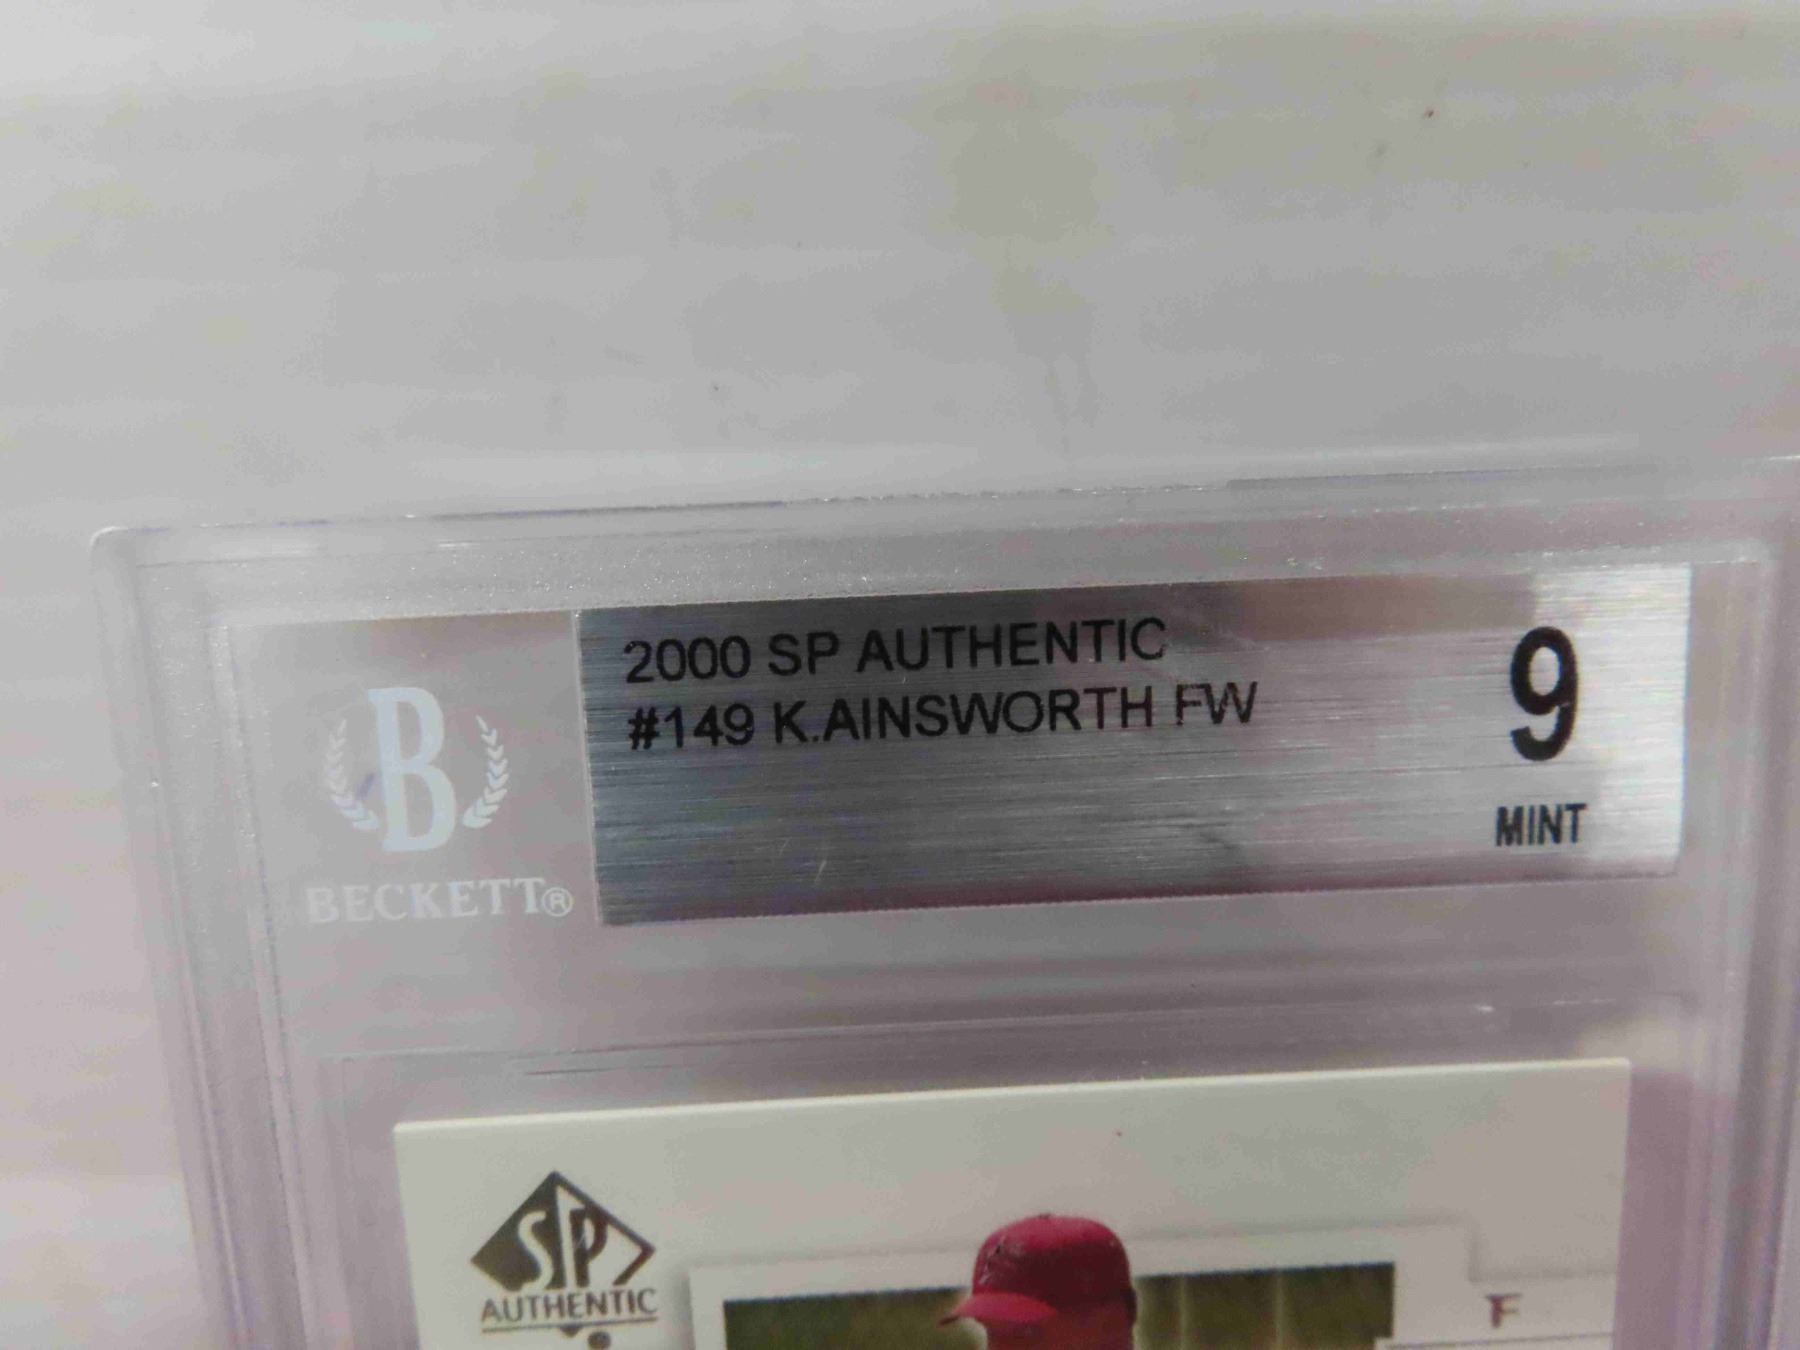 2000 SP AUTHENTIC
#149 K.AINSWORTH FW
9
MINT
B
BECKETT®
SP
AUTHENTIC
F